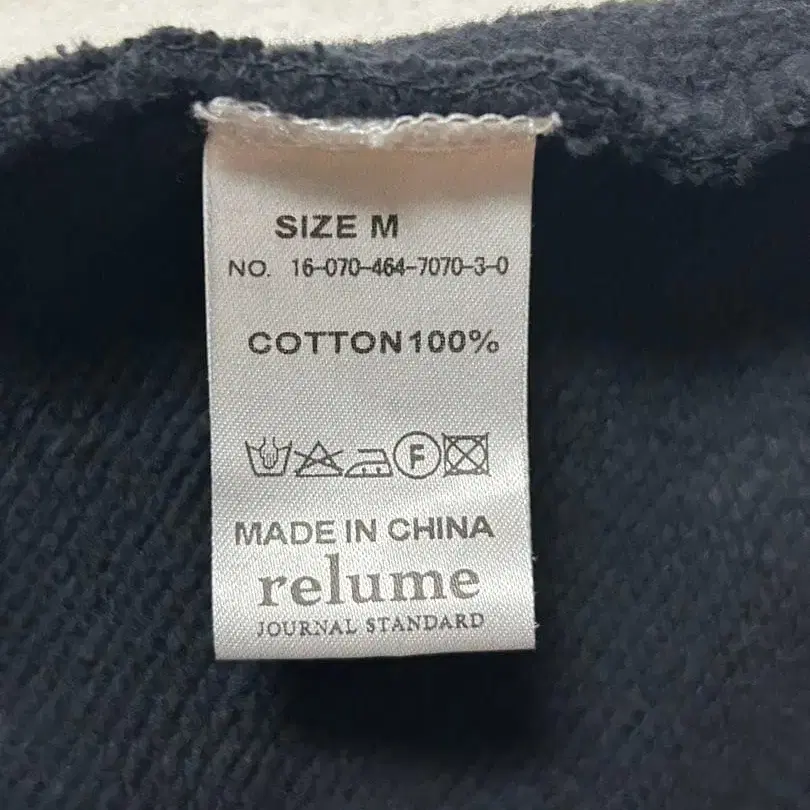 SIZE M
NO. 16-070-464-7070-3-0
COTTON100%
F
MADE IN CHINA
relume
JOURNAL STANDARD